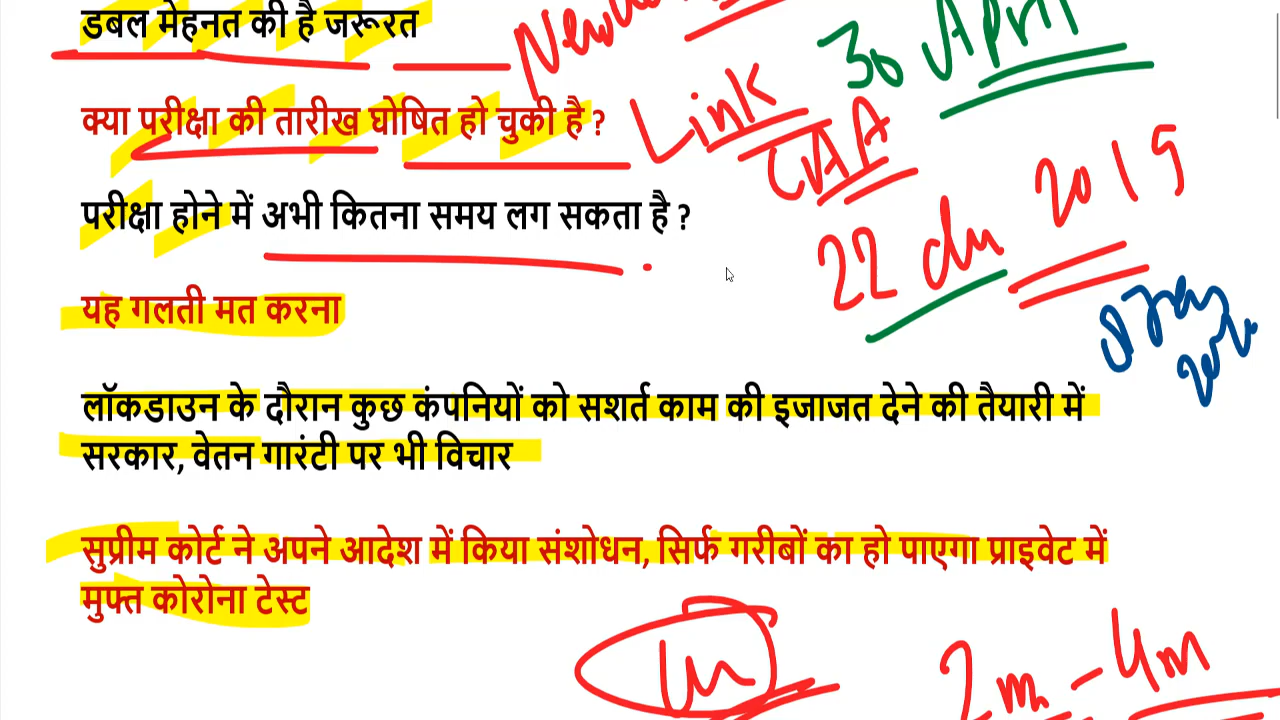 डबल मेहनत की है जरूरत
30 April
Link
क्या परीक्षा की तारीख घोषित हो चुकी है ?
CAA
परीक्षा होने में अभी कितना समय लग सकता है ?
22 2019
यह गलती मत करना
लॉकडाउन के दौरान कुछ कंपनियों को सशर्त काम की इजाजत देने की तैयारी में
सरकार, वेतन गारंटी पर भी विचार
सुप्रीम कोर्ट ने अपने आदेश में किया संशोधन, सिर्फ गरीबों का हो पाएगा प्राइवेट में
मुफ्त कोरोना टेस्ट
2m - 4m